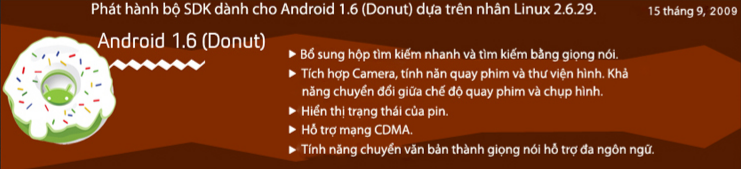 Phát hành bộ SDK dành cho Android 1.6 (Donut) dựa trên nhân Linux 2.6.29.
15 tháng 9, 2009
Android 1.6 (Donut)
▶ Bổ sung hộp tìm kiếm nhanh và tìm kiếm bằng giọng nói.
▶ Tích hợp Camera, tính năn quay phim và thư viện hình. Khả
năng chuyển đổi giữa chế độ quay phim và chụp hình.
▶ Hiển thị trạng thái của pin.
▶ Hỗ trợ mạng CDMA.
▶ Tính năng chuyển văn bản thành giọng nói hỗ trợ đa ngôn ngữ.